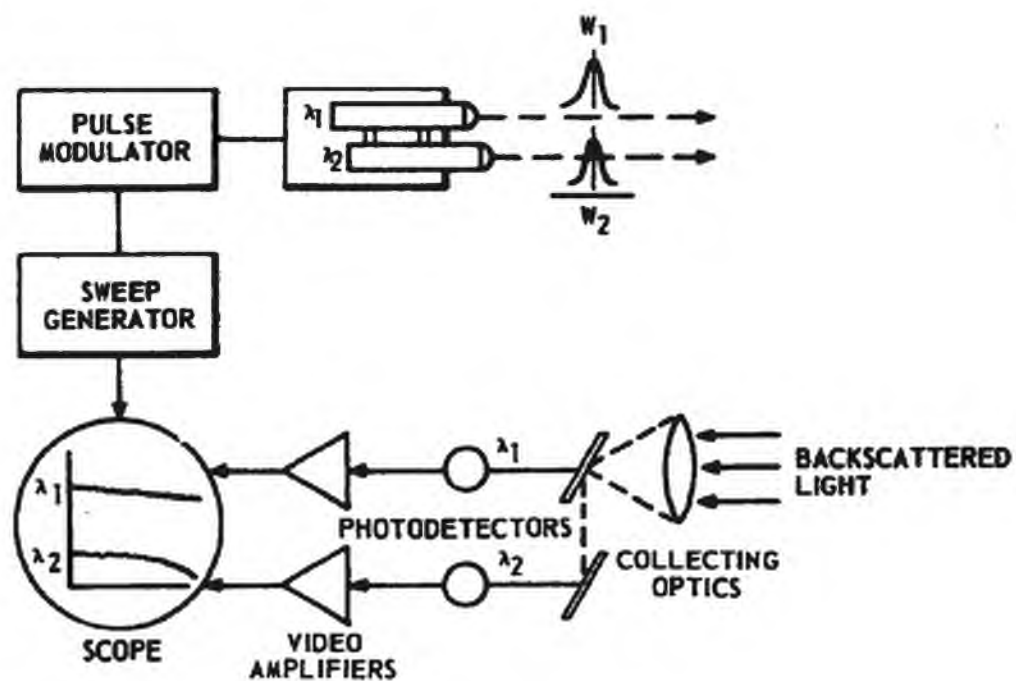 W1
PULSE
MODULATOR
λ1
λ2
W2
SWEEP
GENERATOR
λ1
λ1
BACKSCATTERED
LIGHT
PHOTODETECTORS
λ2
λ2
COLLECTING
OPTICS
SCOPE
VIDEO
AMPLIFIERS